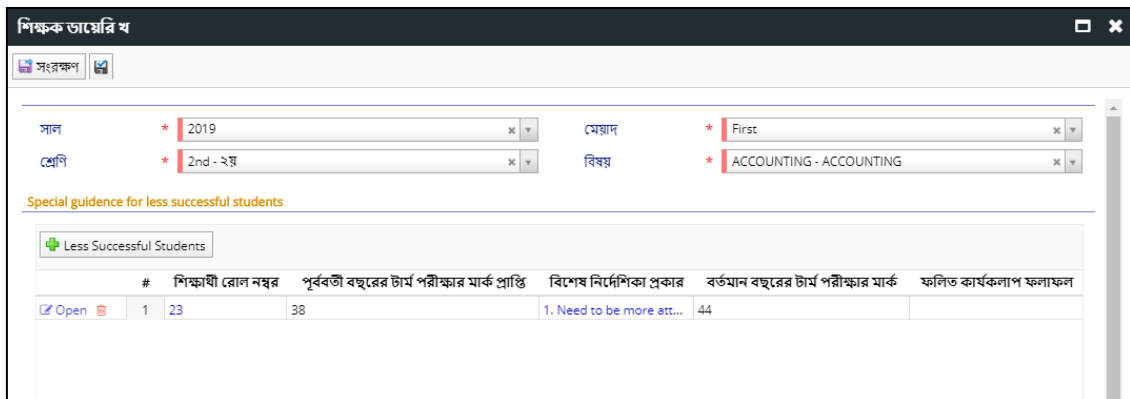 শিক্ষক ডায়েরি খ
সংরক্ষণ
সাল * 2019 মেয়াদ * First
শ্রেণি * 2nd - ২য় বিষয় * ACCOUNTING - ACCOUNTING
Special guidence for less successful students
Less Successful Students
# শিক্ষার্থী রোল নম্বর পূর্ববর্তী বছরের টার্ম পরীক্ষার মার্ক প্রাপ্তি বিশেষ নির্দেশিকা প্রকার বর্তমান বছরের টার্ম পরীক্ষার মার্ক ফলিত কার্যকলাপ ফলাফল
Open 1 23 38 1. Need to be more att... 44